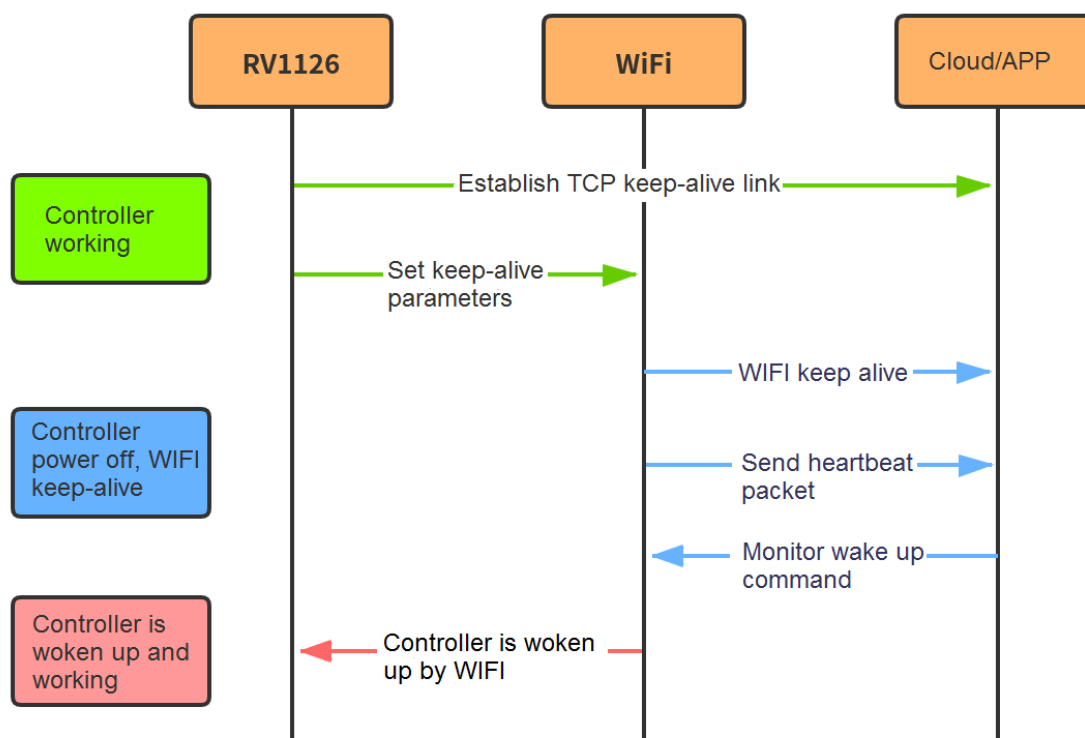 RV1126
WiFi
Cloud/APP
Controller
working
Establish TCP keep-alive link
Set keep-alive
parameters
WIFI keep alive
Controller
power off, WIFI
keep-alive
Send heartbeat
packet
Monitor wake up
command
Controller is
woken up and
working
Controller is woken
up by WIFI